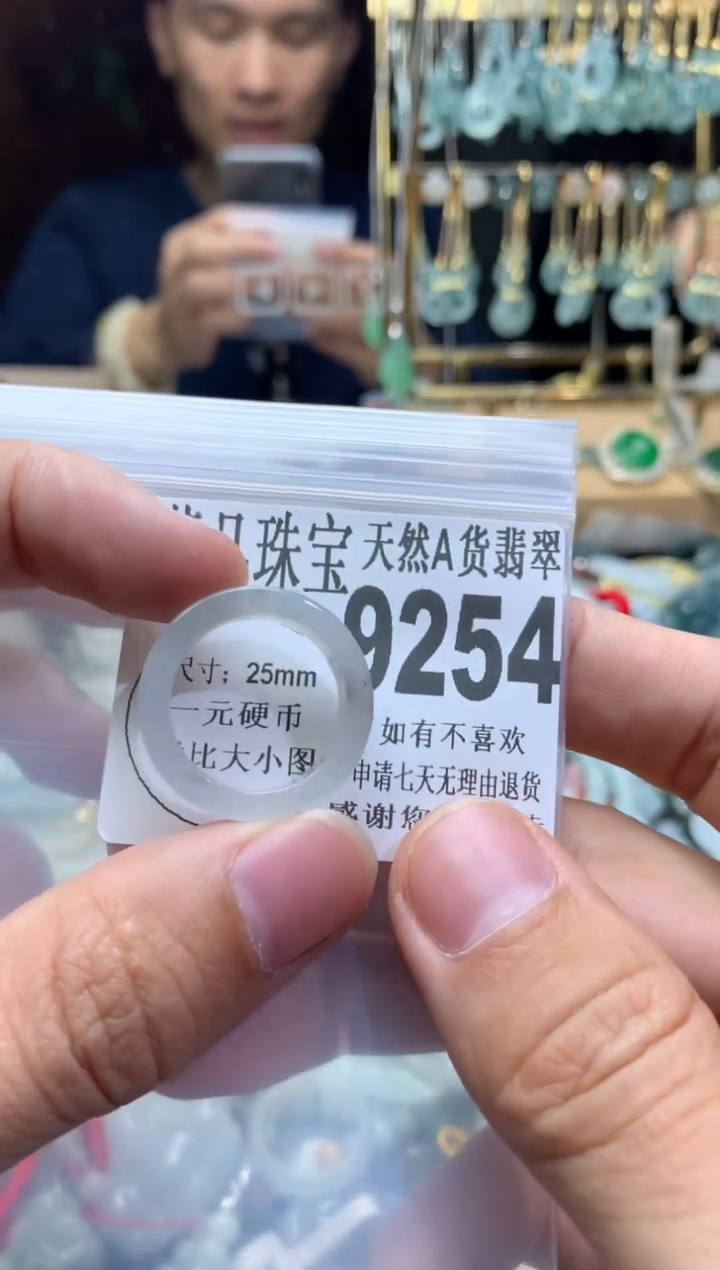 珠宝 天然A货翡翠
9254
尺寸：25mm
一元硬币
比大小图
如有不喜欢
申请七天无理由退货
感谢您